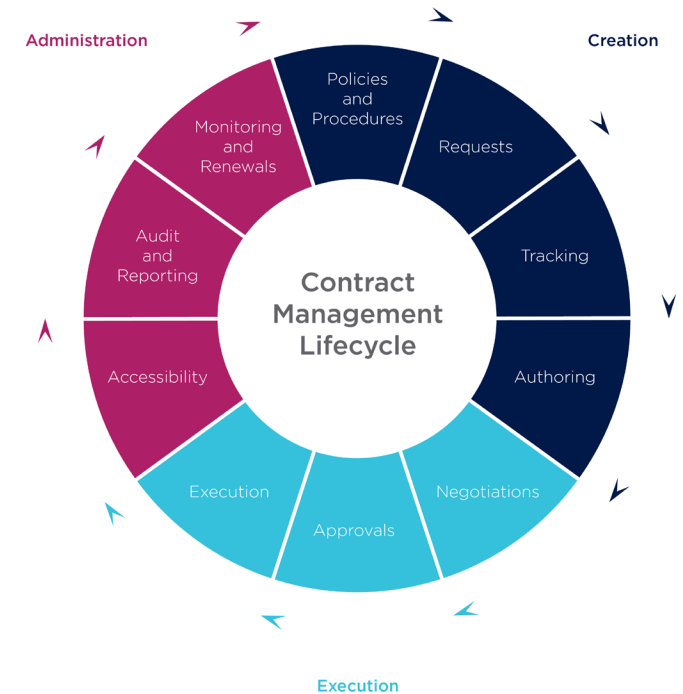 Administration
Creation
Policies
and
Procedures
Requests
Tracking
Authoring
Negotiations
Approvals
Execution
Accessibility
Audit
and
Reporting
Monitoring
and
Renewals
Contract
Management
Lifecycle
Execution